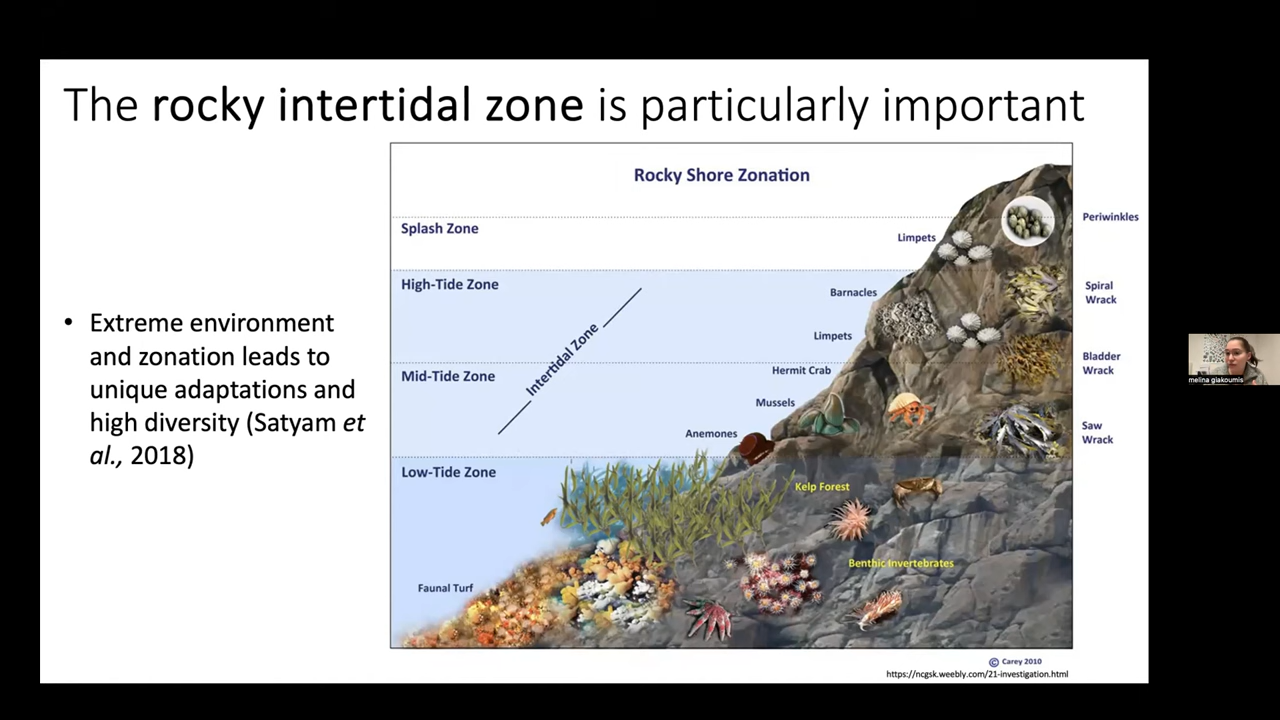 The rocky intertidal zone is particularly important
• Extreme environment
and zonation leads to
unique adaptations and
high diversity (Satyam et
al., 2018)
Rocky Shore Zonation
Splash Zone
Limpets
Periwinkles
High-Tide Zone
Barnacles
Spiral
Wrack
Limpets
Intertidal Zone
Mid-Tide Zone
Hermit Crab
Bladder
Wrack
Mussels
Anemones
Saw
Wrack
Low-Tide Zone
Kelp Forest
Benthic Invertebrates
Faunal Turf
© Carey 2010
https://ncgsk.weebly.com/21-investigation.html
melina giakoumis